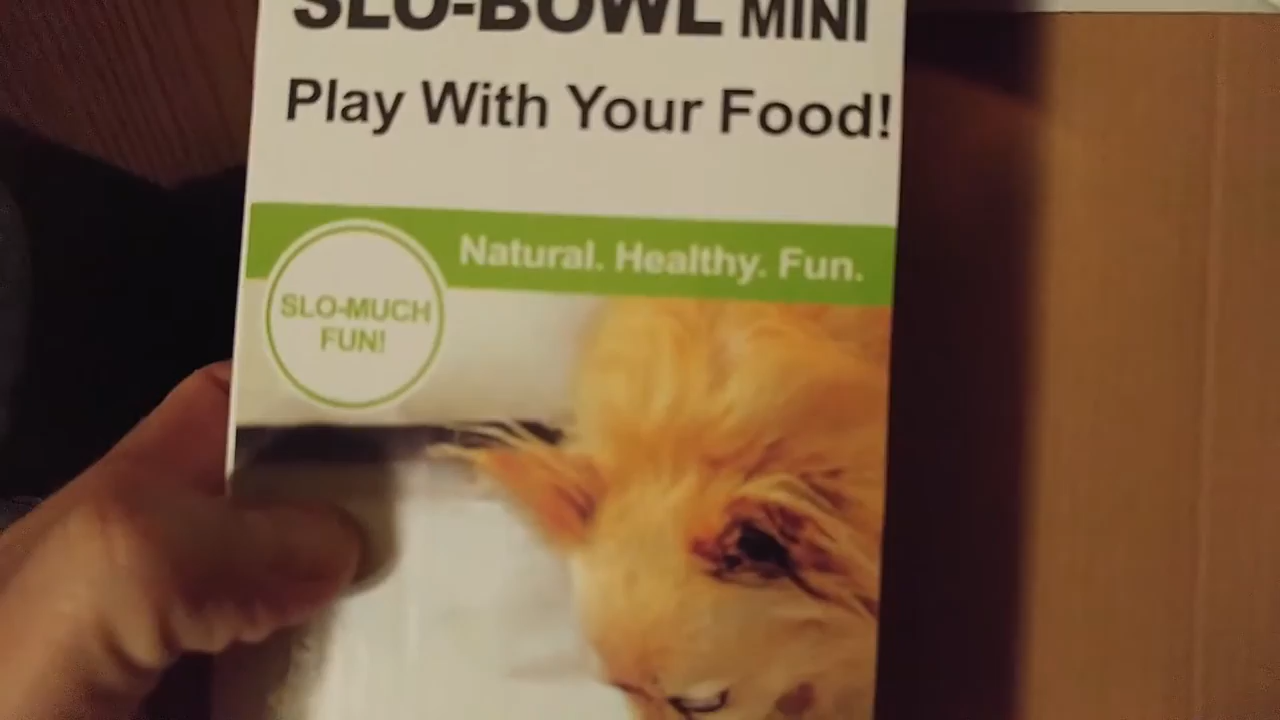 SLO-BOWL MINI
Play With Your Food!
Natural. Healthy. Fun.
SLO-MUCH
FUN!